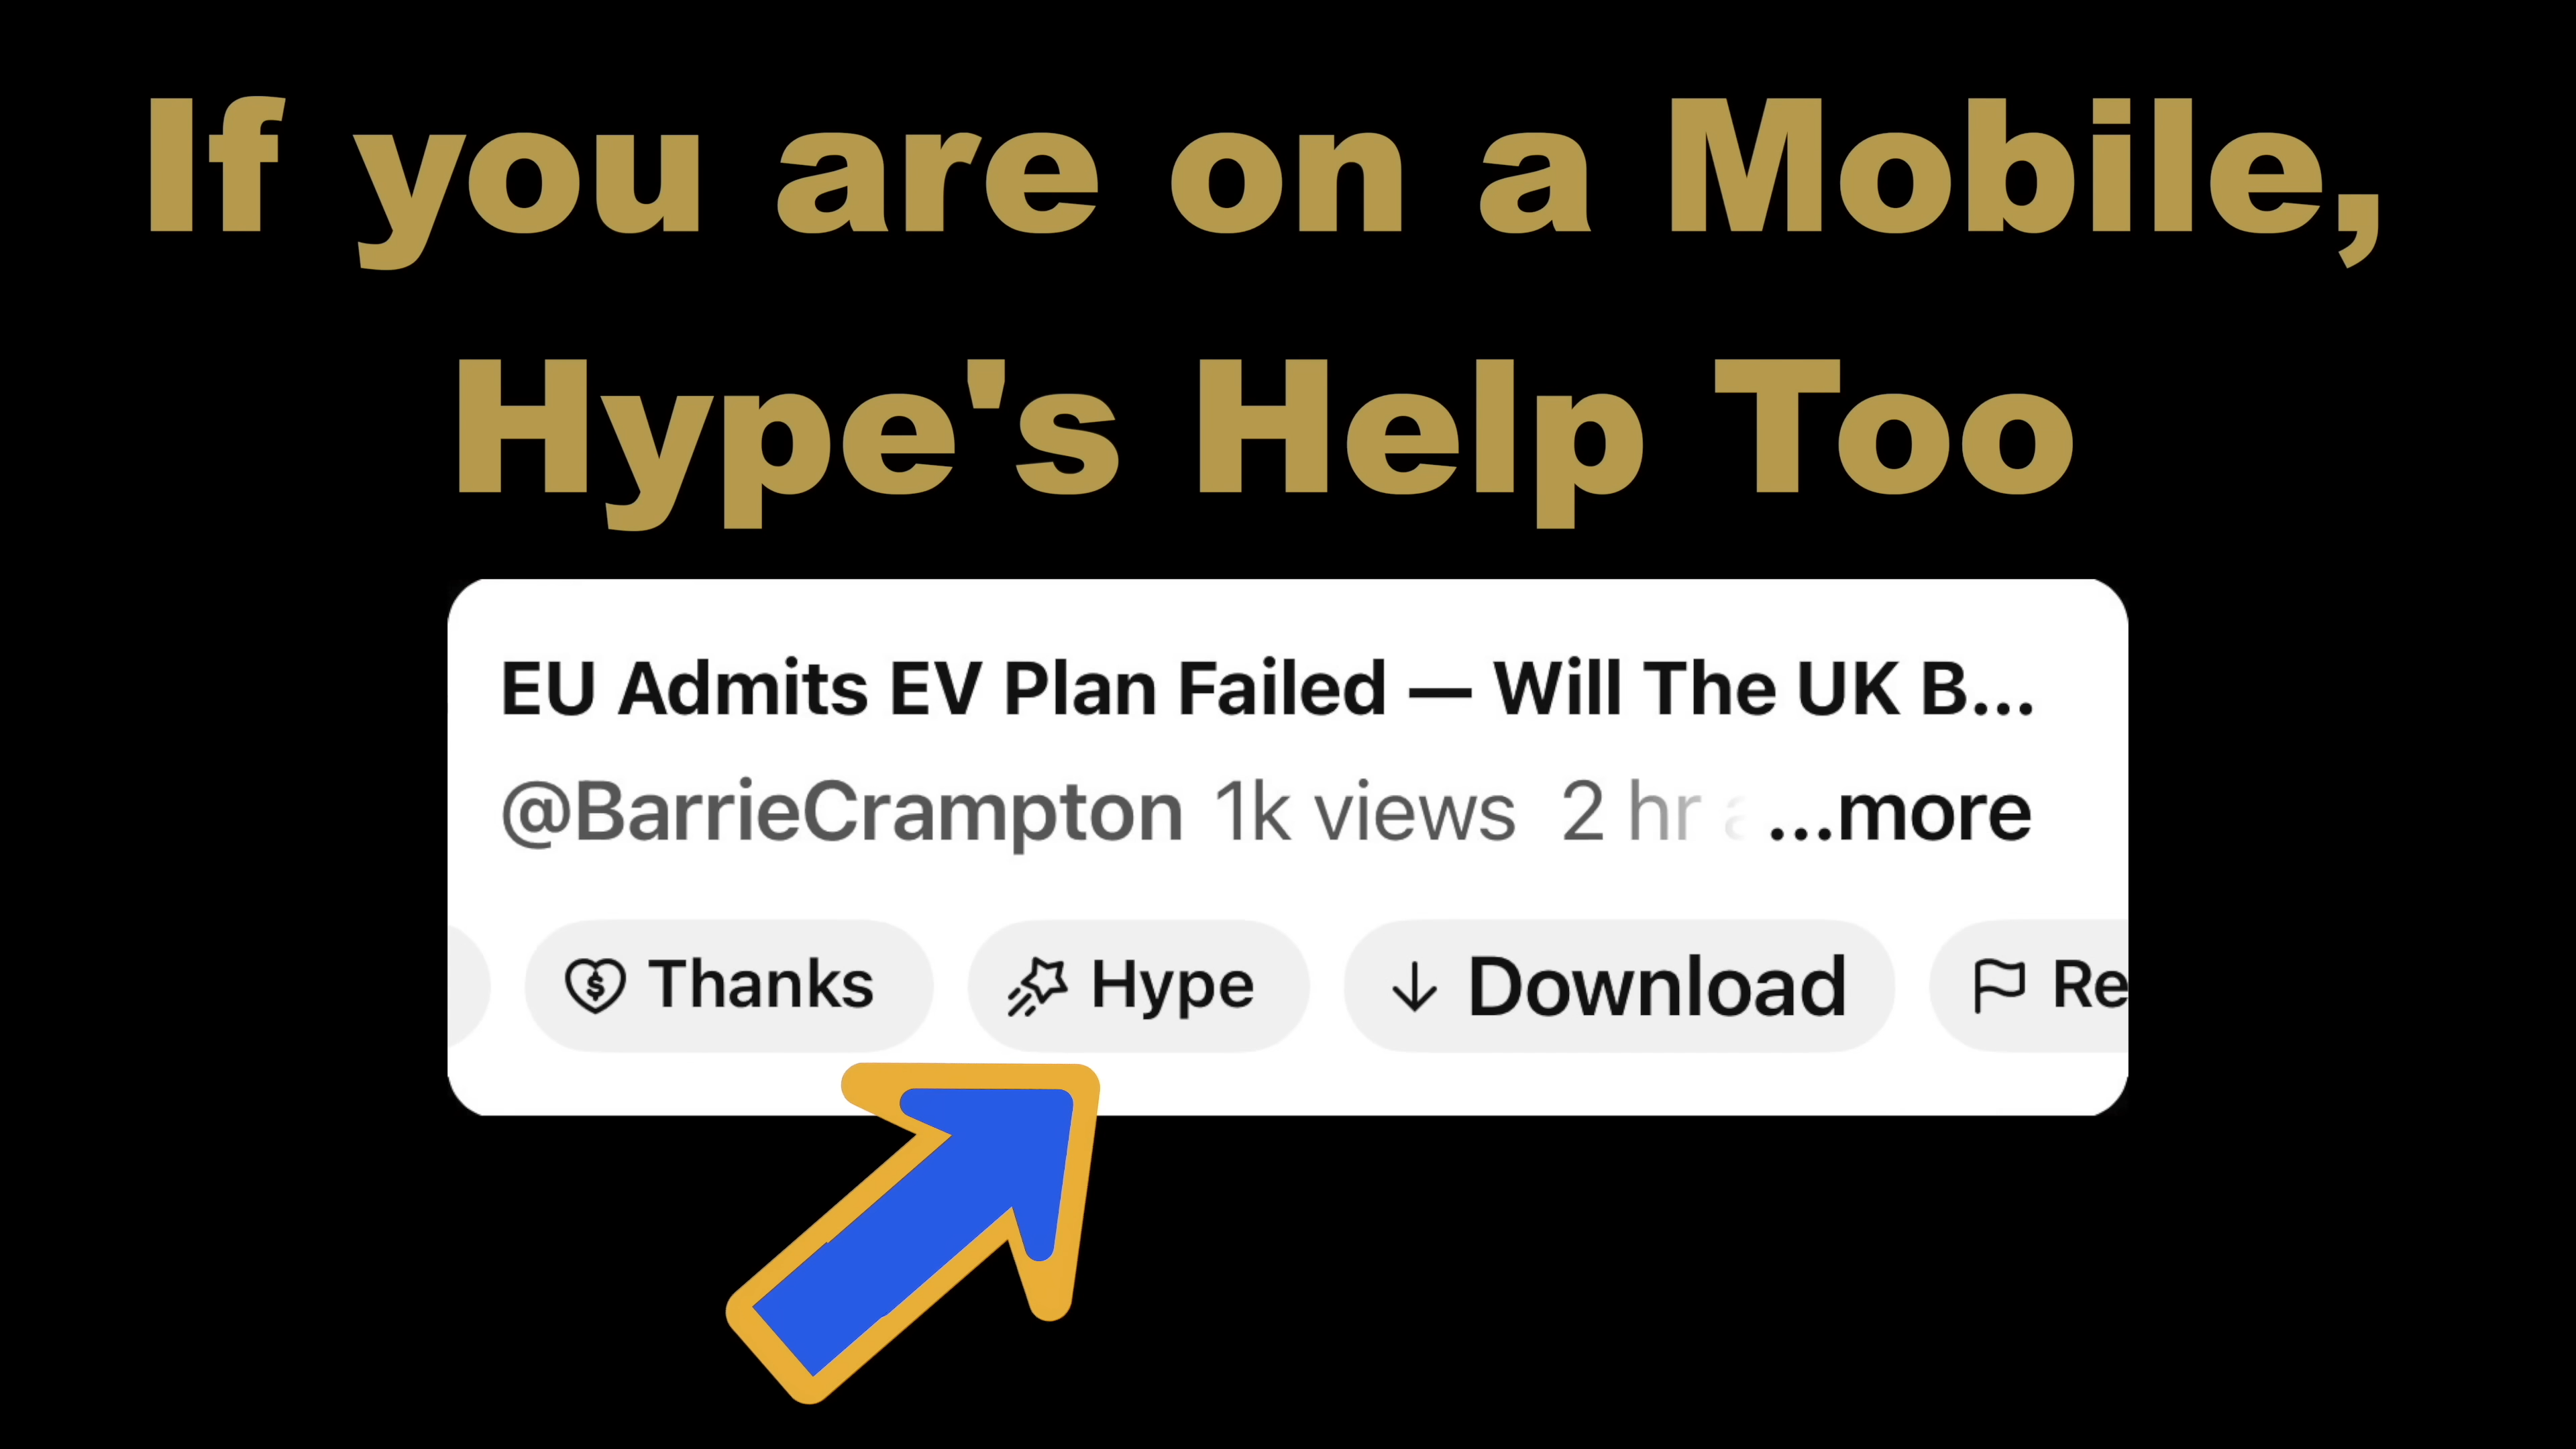 If you are on a Mobile,
Hype's Help Too
EU Admits EV Plan Failed — Will The UK B...
@BarrieCrampton 1k views 2 hr a ...more
Thanks Hype Download Re